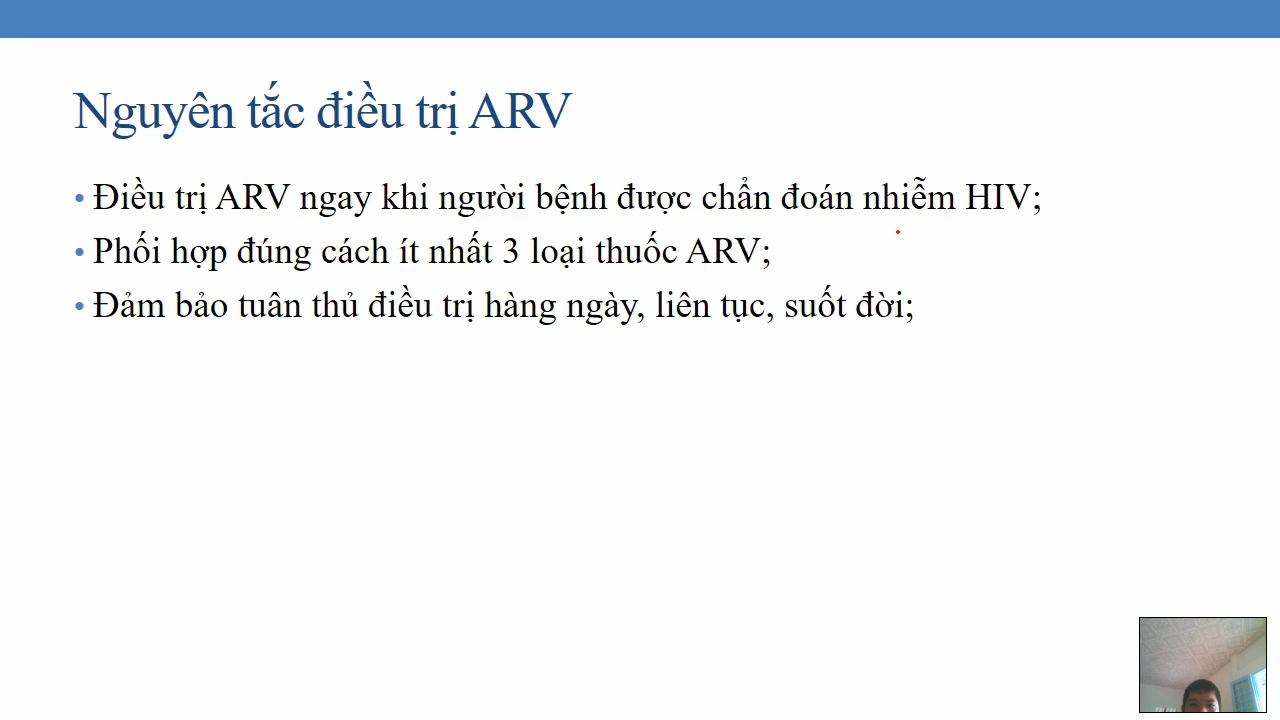 Nguyên tắc điều trị ARV
• Điều trị ARV ngay khi người bệnh được chẩn đoán nhiễm HIV;
• Phối hợp đúng cách ít nhất 3 loại thuốc ARV;
• Đảm bảo tuân thủ điều trị hàng ngày, liên tục, suốt đời;